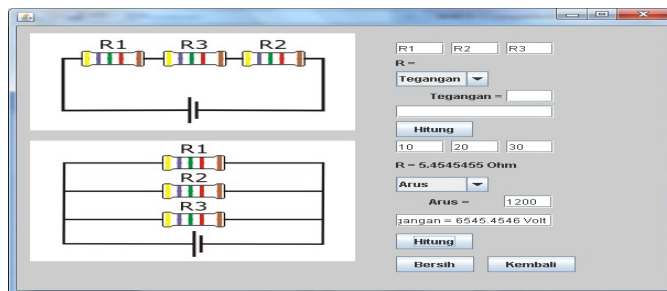 R1 R3 R2
R1
R2
R3
R1 R2 R3
R =
Tegangan
Tegangan =
Hitung
10 20 30
R = 5.4545455 Ohm
Arus
Arus = 1200
gangan = 6545.4546 Volt
Hitung
Bersih Kembali